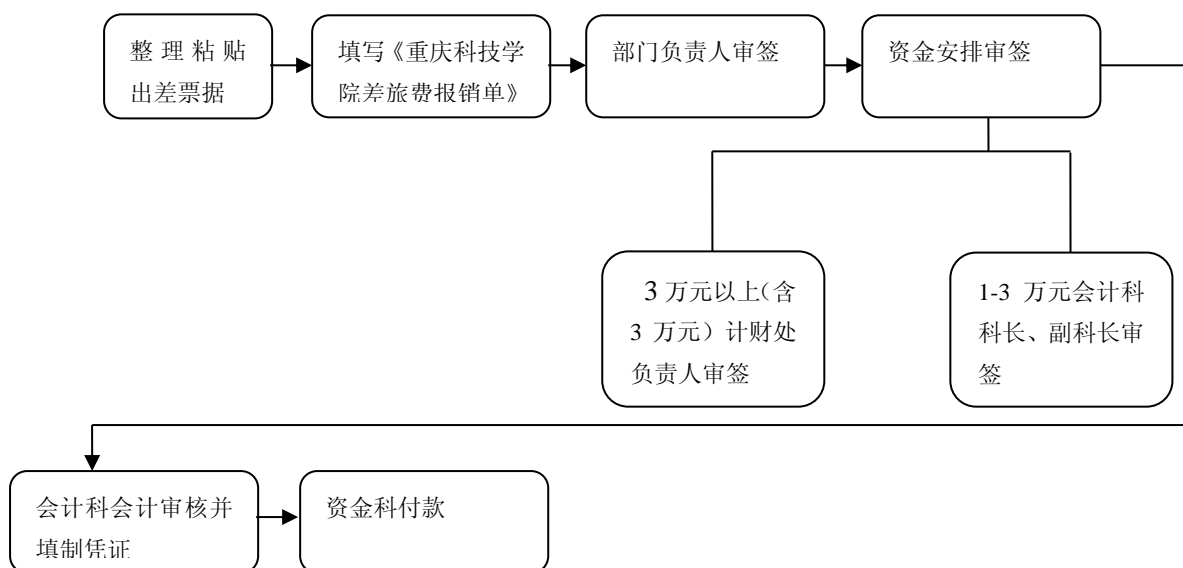 整理粘贴
出差票据
填写《重庆科技学
院差旅费报销单》
部门负责人审签
资金安排审签
3万元以上（含
3 万元）计财处
负责人审签
1-3 万元会计科
科长、副科长审
签
会计科会计审核并
填制凭证
资金科付款